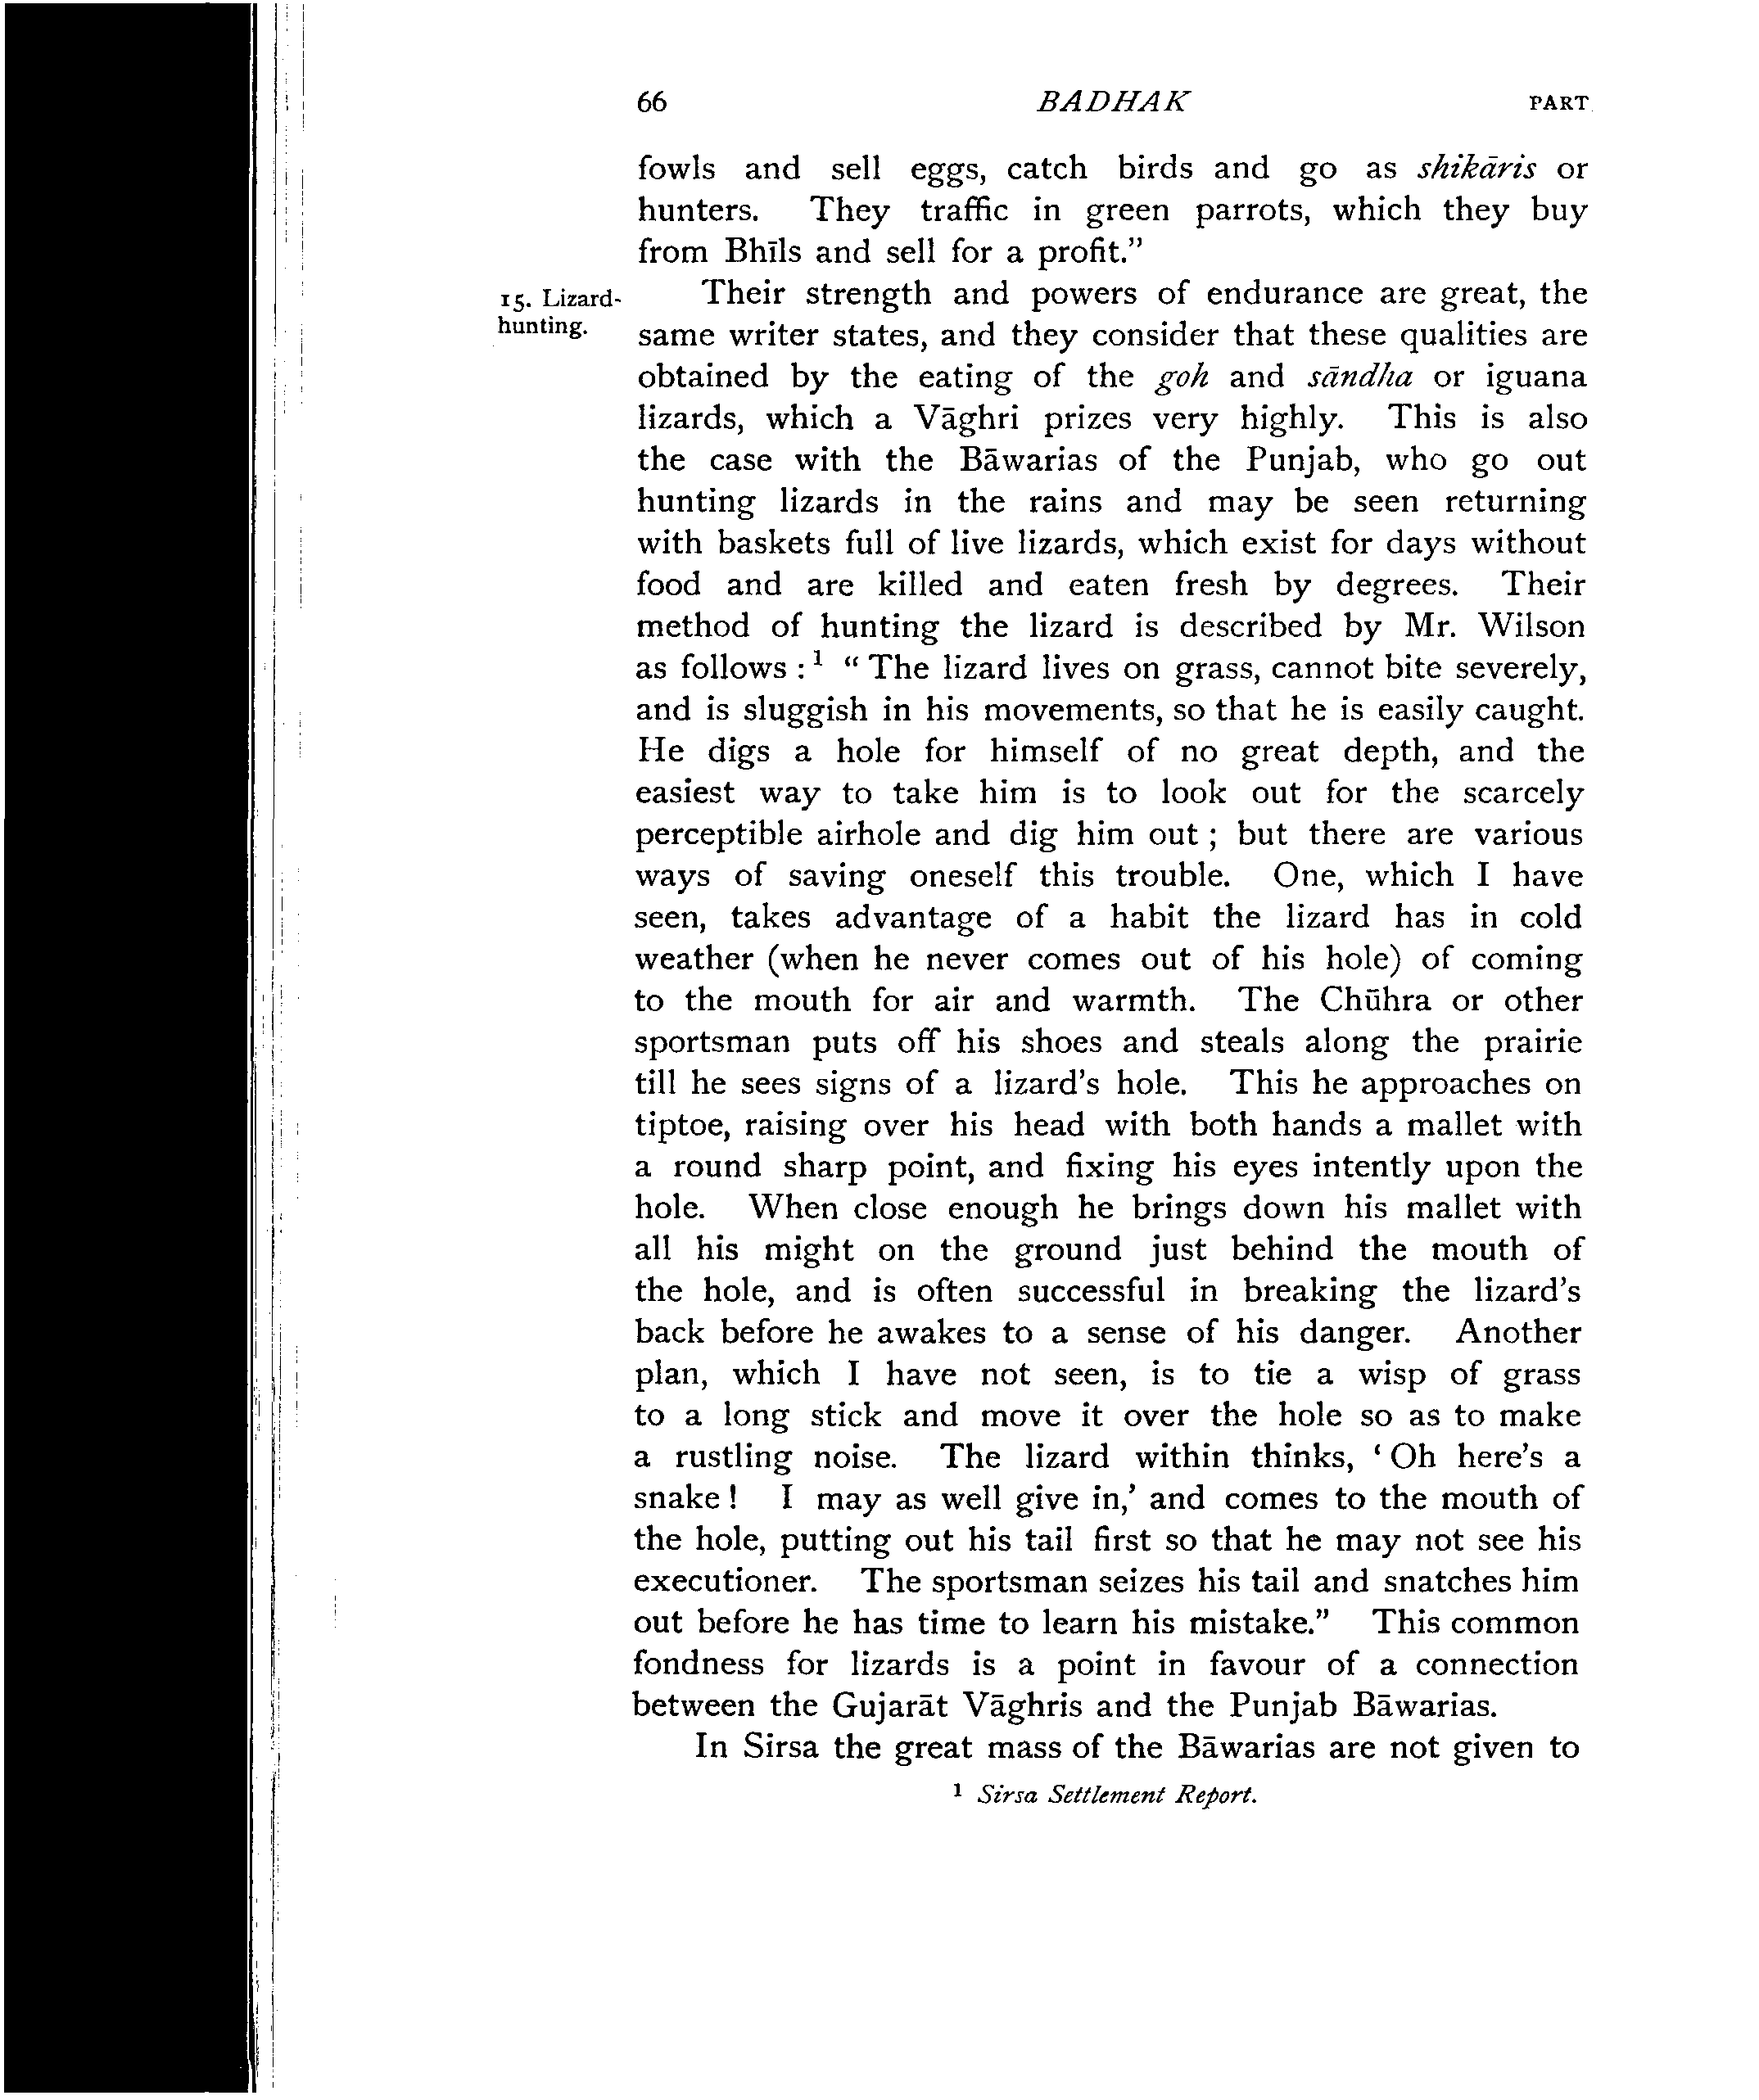 66 BADHAK PART
fowls and sell eggs, catch birds and go as shikāris or
hunters. They traffic in green parrots, which they buy
from Bhīls and sell for a profit.”
15. Lizard-
hunting.
Their strength and powers of endurance are great, the
same writer states, and they consider that these qualities are
obtained by the eating of the goh and sāndha or iguana
lizards, which a Vāghri prizes very highly. This is also
the case with the Bāwarias of the Punjab, who go out
hunting lizards in the rains and may be seen returning
with baskets full of live lizards, which exist for days without
food and are killed and eaten fresh by degrees. Their
method of hunting the lizard is described by Mr. Wilson
as follows :¹ “ The lizard lives on grass, cannot bite severely,
and is sluggish in his movements, so that he is easily caught.
He digs a hole for himself of no great depth, and the
easiest way to take him is to look out for the scarcely
perceptible airhole and dig him out ; but there are various
ways of saving oneself this trouble. One, which I have
seen, takes advantage of a habit the lizard has in cold
weather (when he never comes out of his hole) of coming
to the mouth for air and warmth. The Chūhra or other
sportsman puts off his shoes and steals along the prairie
till he sees signs of a lizard’s hole. This he approaches on
tiptoe, raising over his head with both hands a mallet with
a round sharp point, and fixing his eyes intently upon the
hole. When close enough he brings down his mallet with
all his might on the ground just behind the mouth of
the hole, and is often successful in breaking the lizard’s
back before he awakes to a sense of his danger. Another
plan, which I have not seen, is to tie a wisp of grass
to a long stick and move it over the hole so as to make
a rustling noise. The lizard within thinks, ‘ Oh here’s a
snake ! I may as well give in,’ and comes to the mouth of
the hole, putting out his tail first so that he may not see his
executioner. The sportsman seizes his tail and snatches him
out before he has time to learn his mistake.” This common
fondness for lizards is a point in favour of a connection
between the Gujarāt Vāghris and the Punjab Bāwarias.
In Sirsa the great mass of the Bāwarias are not given to
¹ Sirsa Settlement Report.